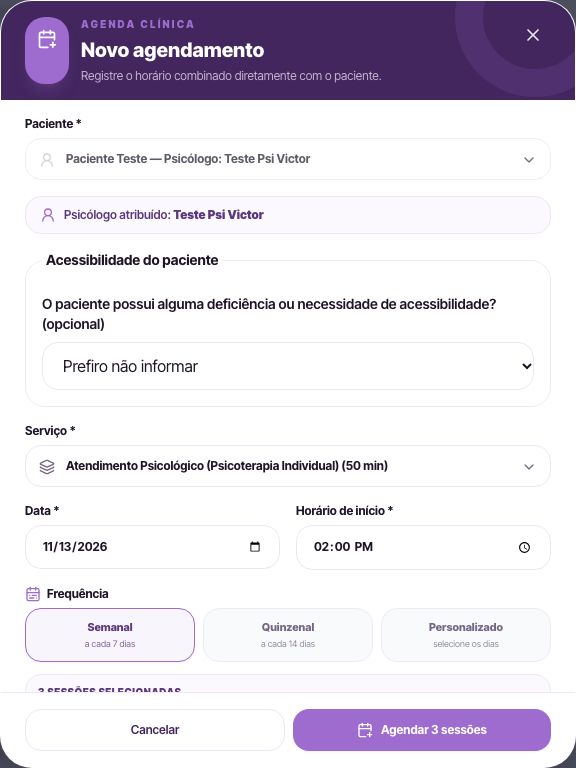 AGENDA CLÍNICA
Novo agendamento
Registre o horário combinado diretamente com o paciente.
Paciente *
Paciente Teste — Psicólogo: Teste Psi Victor
Psicólogo atribuído: Teste Psi Victor
Acessibilidade do paciente
O paciente possui alguma deficiência ou necessidade de acessibilidade?
(opcional)
Prefiro não informar
Serviço *
Atendimento Psicológico (Psicoterapia Individual) (50 min)
Data *
Horário de início *
11/13/2026
02:00 PM
Frequência
Semanal
a cada 7 dias
Quinzenal
a cada 14 dias
Personalizado
selecione os dias
3 SESSÕES SELECIONADAS
Cancelar
Agendar 3 sessões